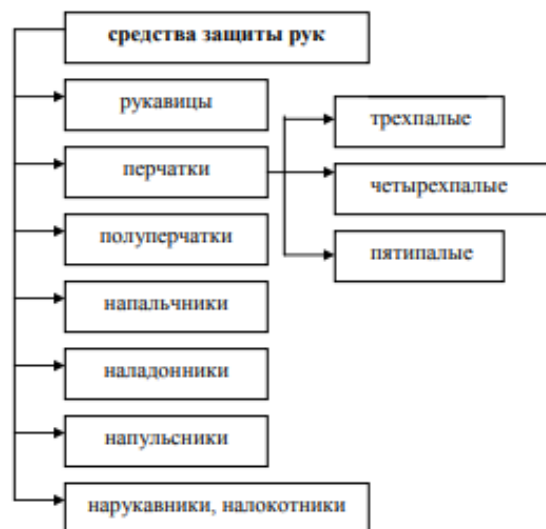 средства защиты рук
рукавицы
перчатки
трехпалые
четырехпалые
пятипалые
полуперчатки
напальчники
наладонники
напульсники
нарукавники, налокотники